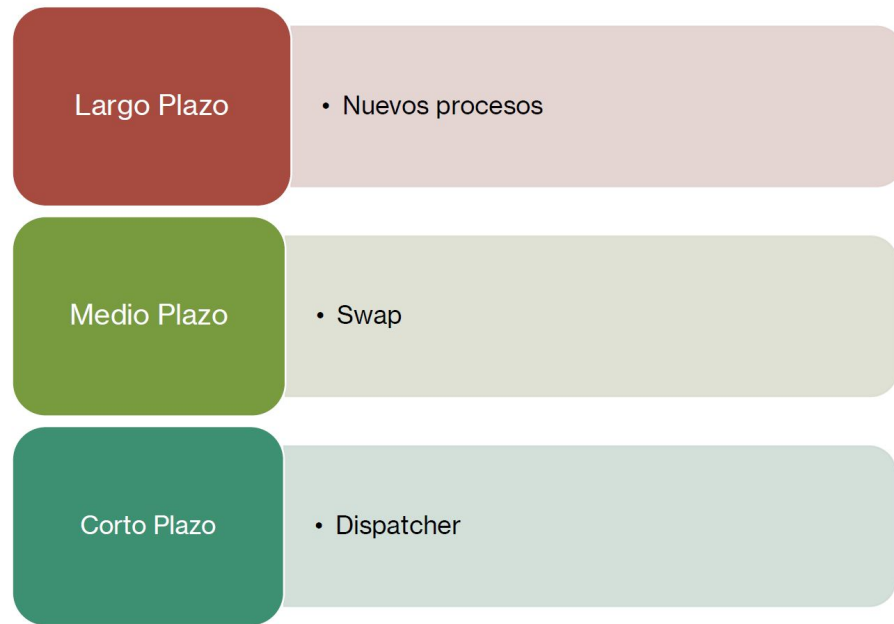 Largo Plazo
• Nuevos procesos
Medio Plazo
• Swap
Corto Plazo
• Dispatcher